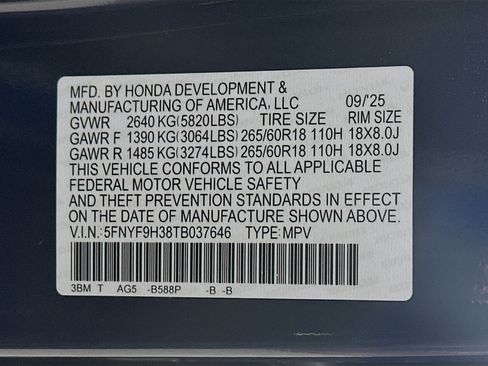 MFD. BY HONDA DEVELOPMENT &
MANUFACTURING OF AMERICA, LLC 09/'25
GVWR 2640 KG(5820LBS) TIRE SIZE RIM SIZE
GAWR F 1390 KG(3064LBS) 265/60R18 110H 18X8.0J
GAWR R 1485 KG(3274LBS) 265/60R18 110H 18X8.0J
THIS VEHICLE CONFORMS TO ALL APPLICABLE
FEDERAL MOTOR VEHICLE SAFETY
AND THEFT PREVENTION STANDARDS IN EFFECT
ON THE DATE OF MANUFACTURE SHOWN ABOVE.
V.I.N.: 5FNYF9H38TB037646 TYPE: MPV
3BM T AG5 -B588P -B -B